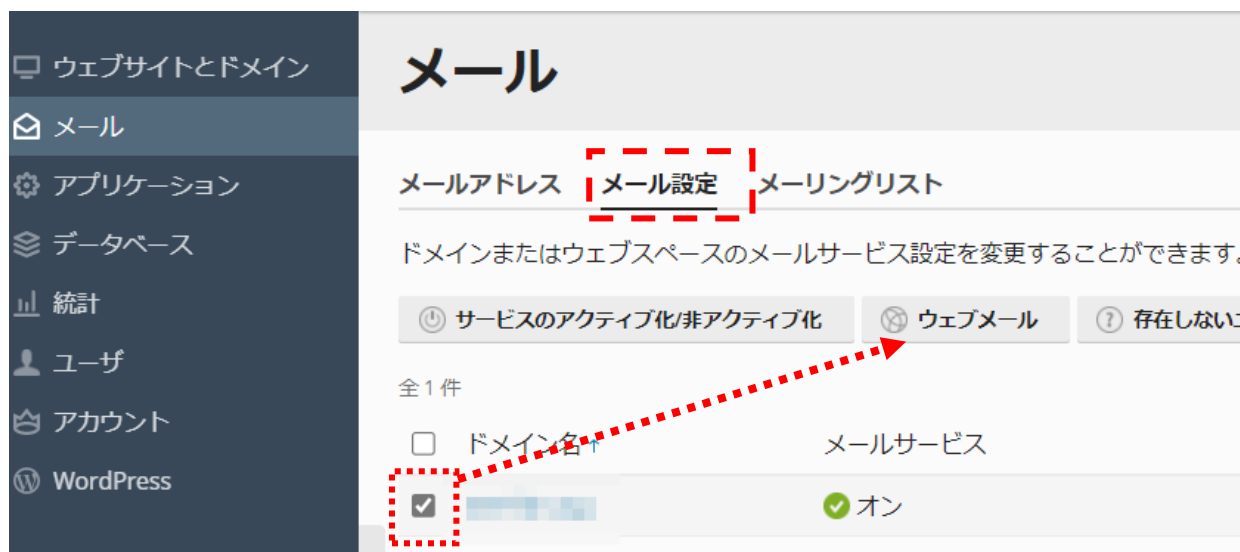 ウェブサイトとドメイン
メール
アプリケーション
データベース
統計
ユーザ
アカウント
WordPress
メール
メールアドレス メール設定 メーリングリスト
ドメインまたはウェブスペースのメールサービス設定を変更することができます。
サービスのアクティブ化/非アクティブ化 ウェブメール 存在しない
全1件
ドメイン名↑ メールサービス
オン